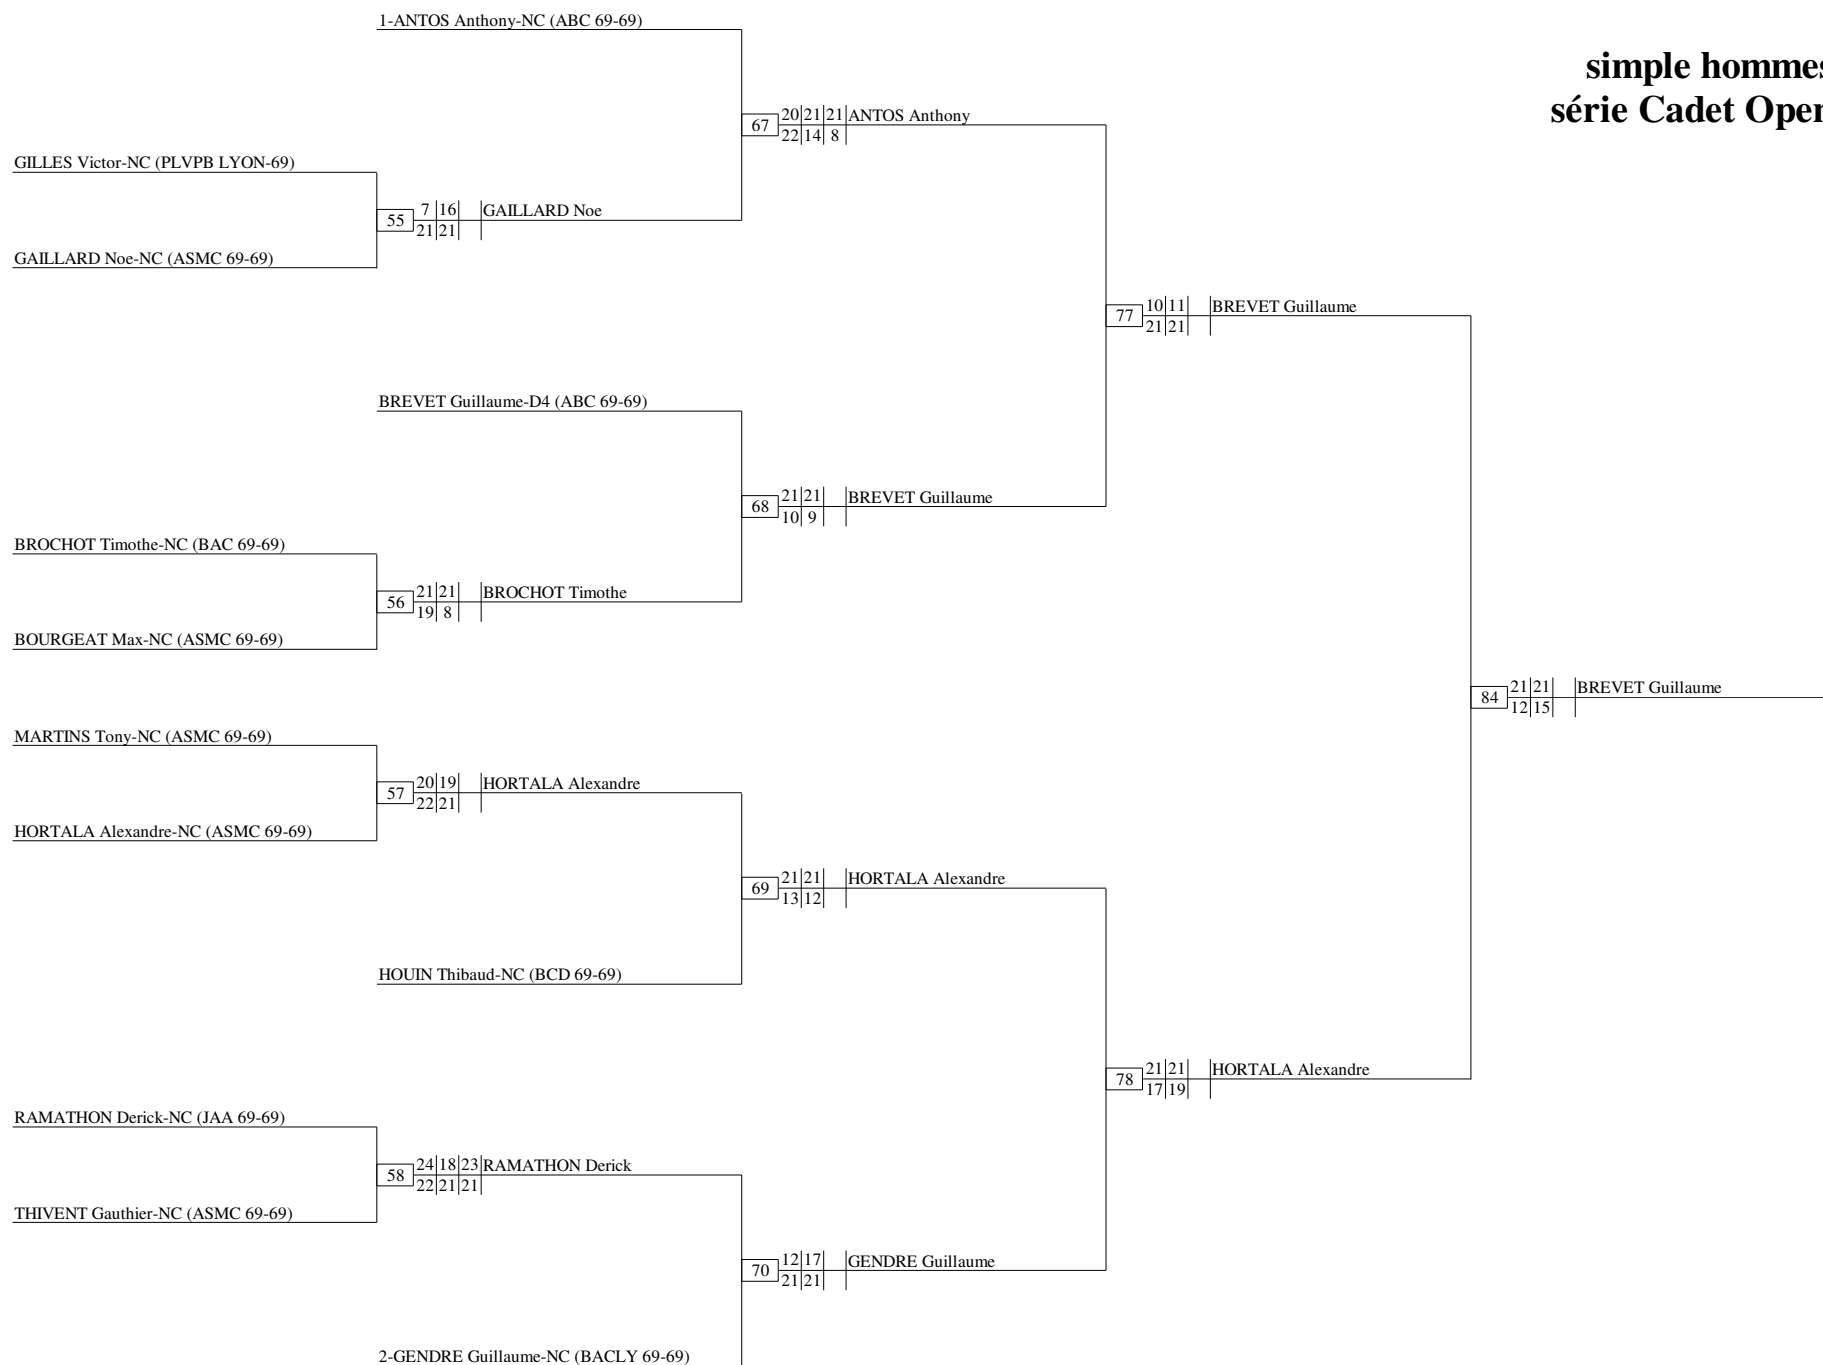 1-ANTOS Anthony-NC (ABC 69-69)
simple hommes
série Cadet Open
67 20 21 21 ANTOS Anthony
22 14 8
GILLES Victor-NC (PLVPB LYON-69)
55 7 16 GAILLARD Noe
21 21
GAILLARD Noe-NC (ASMC 69-69)
77 10 11 BREVET Guillaume
21 21
BREVET Guillaume-D4 (ABC 69-69)
68 21 21 BREVET Guillaume
10 9
BROCHOT Timothe-NC (BAC 69-69)
56 21 21 BROCHOT Timothe
19 8
BOURGEAT Max-NC (ASMC 69-69)
84 21 21 BREVET Guillaume
12 15
MARTINS Tony-NC (ASMC 69-69)
57 20 19 HORTALA Alexandre
22 21
HORTALA Alexandre-NC (ASMC 69-69)
69 21 21 HORTALA Alexandre
13 12
HOUIN Thibaud-NC (BCD 69-69)
78 21 21 HORTALA Alexandre
17 19
RAMATHON Derick-NC (JAA 69-69)
58 24 18 23 RAMATHON Derick
22 21 21
THIVENT Gauthier-NC (ASMC 69-69)
70 12 17 GENDRE Guillaume
21 21
2-GENDRE Guillaume-NC (BACLY 69-69)